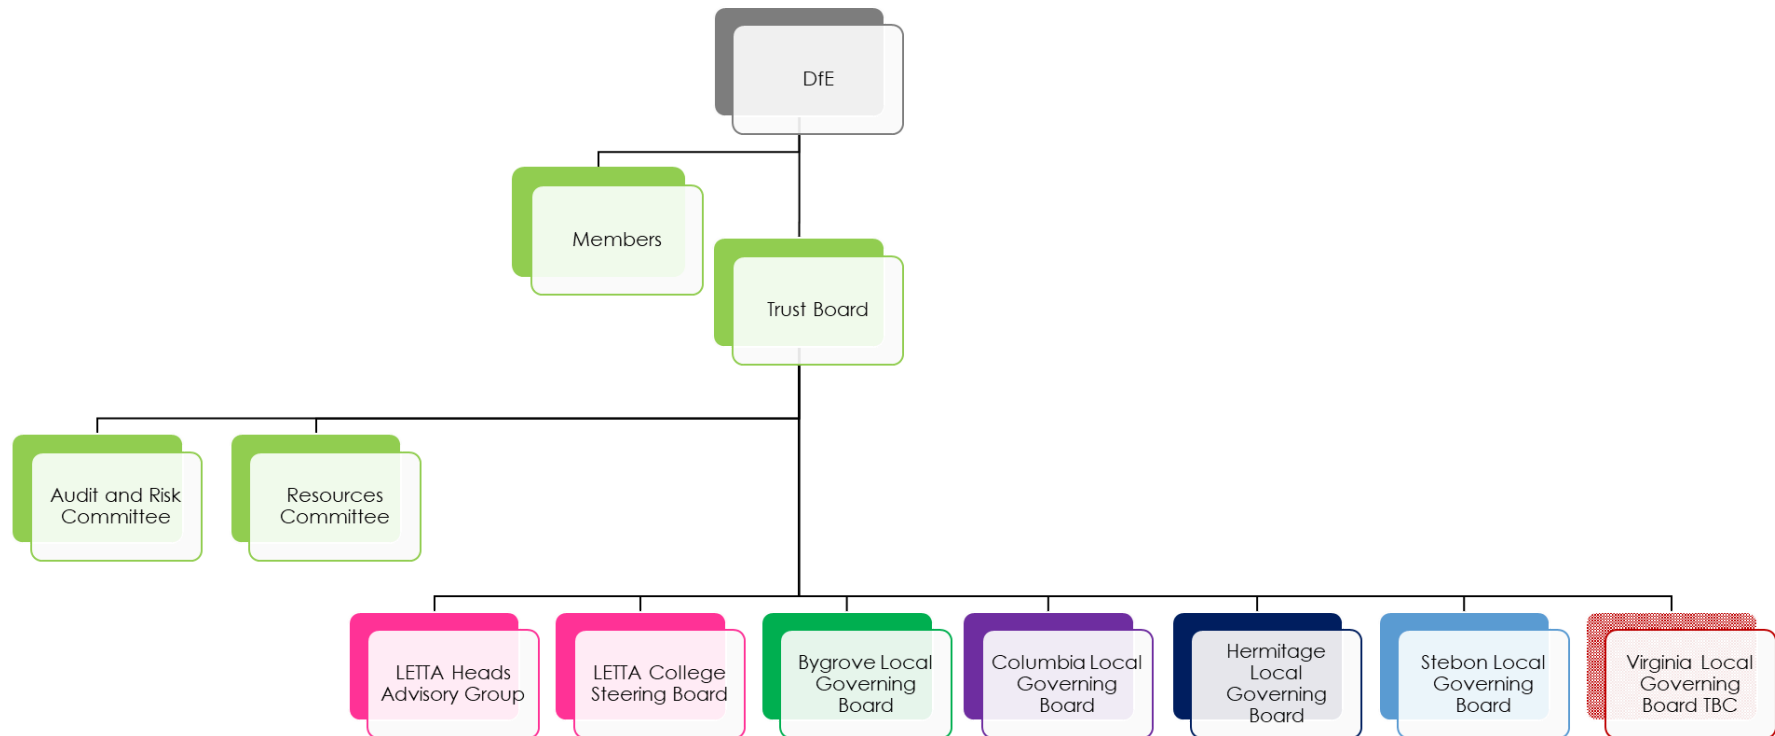 DfE
Members
Trust Board
Audit and Risk
Committee
Resources
Committee
LETTA Heads
Advisory Group
LETTA College
Steering Board
Bygrove Local
Governing
Board
Columbia Local
Governing
Board
Hermitage
Local
Governing
Board
Stebon Local
Governing
Board
Virginia Local
Governing
Board TBC